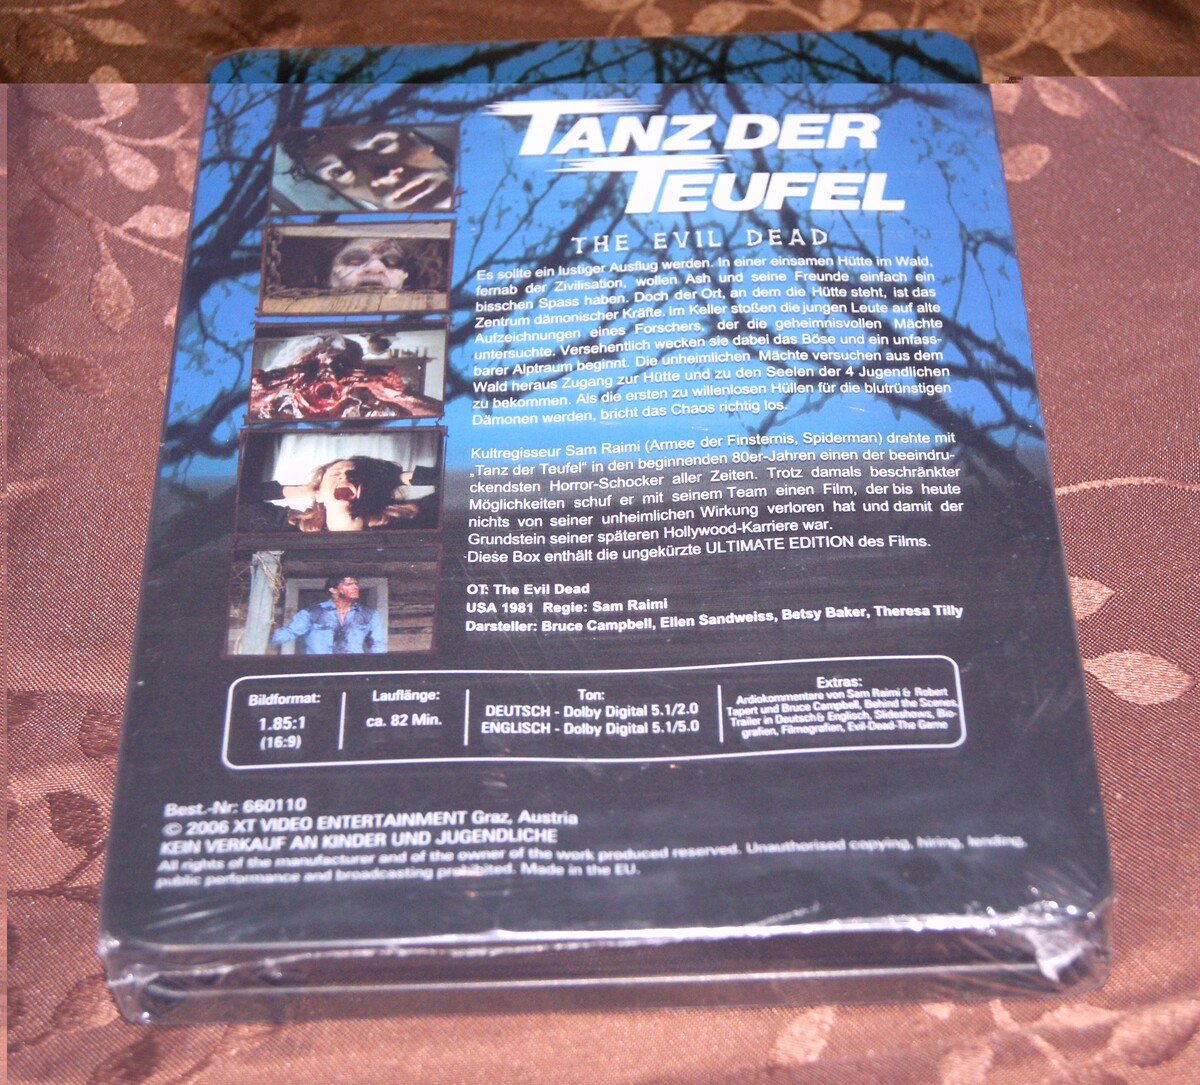 TANZ DER
TEUFEL
THE EVIL DEAD
Es sollte ein lustiger Ausflug werden. In einer einsamen Hütte im Wald,
fernab der Zivilisation, wollen Ash und seine Freunde einfach ein
bisschen Spass haben. Doch der Ort, an dem die Hütte steht, ist das
Zentrum dämonischer Kräfte. Im Keller stoßen die jungen Leute auf alte
Aufzeichnungen eines Forschers, der die geheimnisvollen Mächte
untersuchte. Versehentlich wecken sie dabei das Böse und ein unfass-
barer Alptraum beginnt. Die unheimlichen Mächte versuchen aus dem
Wald heraus Zugang zur Hütte und zu den Seelen der 4 Jugendlichen
zu bekommen. Als die ersten zu willenlosen Hüllen für die blutrünstigen
Dämonen werden, bricht das Chaos richtig los.
Kultregisseur Sam Raimi (Armee der Finsternis, Spiderman) drehte mit
„Tanz der Teufel“ in den beginnenden 80er-Jahren einen der beeindru-
ckendsten Horror-Schocker aller Zeiten. Trotz damals beschränkter
Möglichkeiten schuf er mit seinem Team einen Film, der bis heute
nichts von seiner unheimlichen Wirkung verloren hat und damit der
Grundstein seiner späteren Hollywood-Karriere war.
Diese Box enthält die ungekürzte ULTIMATE EDITION des Films.
OT: The Evil Dead
USA 1981 Regie: Sam Raimi
Darsteller: Bruce Campbell, Ellen Sandweiss, Betsy Baker, Theresa Tilly
Bildformat:
1.85:1
(16:9)
Lauflänge:
ca. 82 Min.
Ton:
DEUTSCH - Dolby Digital 5.1/2.0
ENGLISCH - Dolby Digital 5.1/5.0
Extras:
Ardiokommentare von Sam Raimi & Robert
Tapert und Bruce Campbell, Behind the Scenes,
Trailer in Deutsch & Englisch, Slideshows, Bio-
grafien, Filmografien, Evil-Dead-The Game
Best.-Nr: 660110
© 2006 XT VIDEO ENTERTAINMENT Graz, Austria
KEIN VERKAUF AN KINDER UND JUGENDLICHE
All rights of the manufacturer and of the owner of the work produced reserved. Unauthorised copying, hiring, lending,
public performance and broadcasting prohibited. Made in the EU.